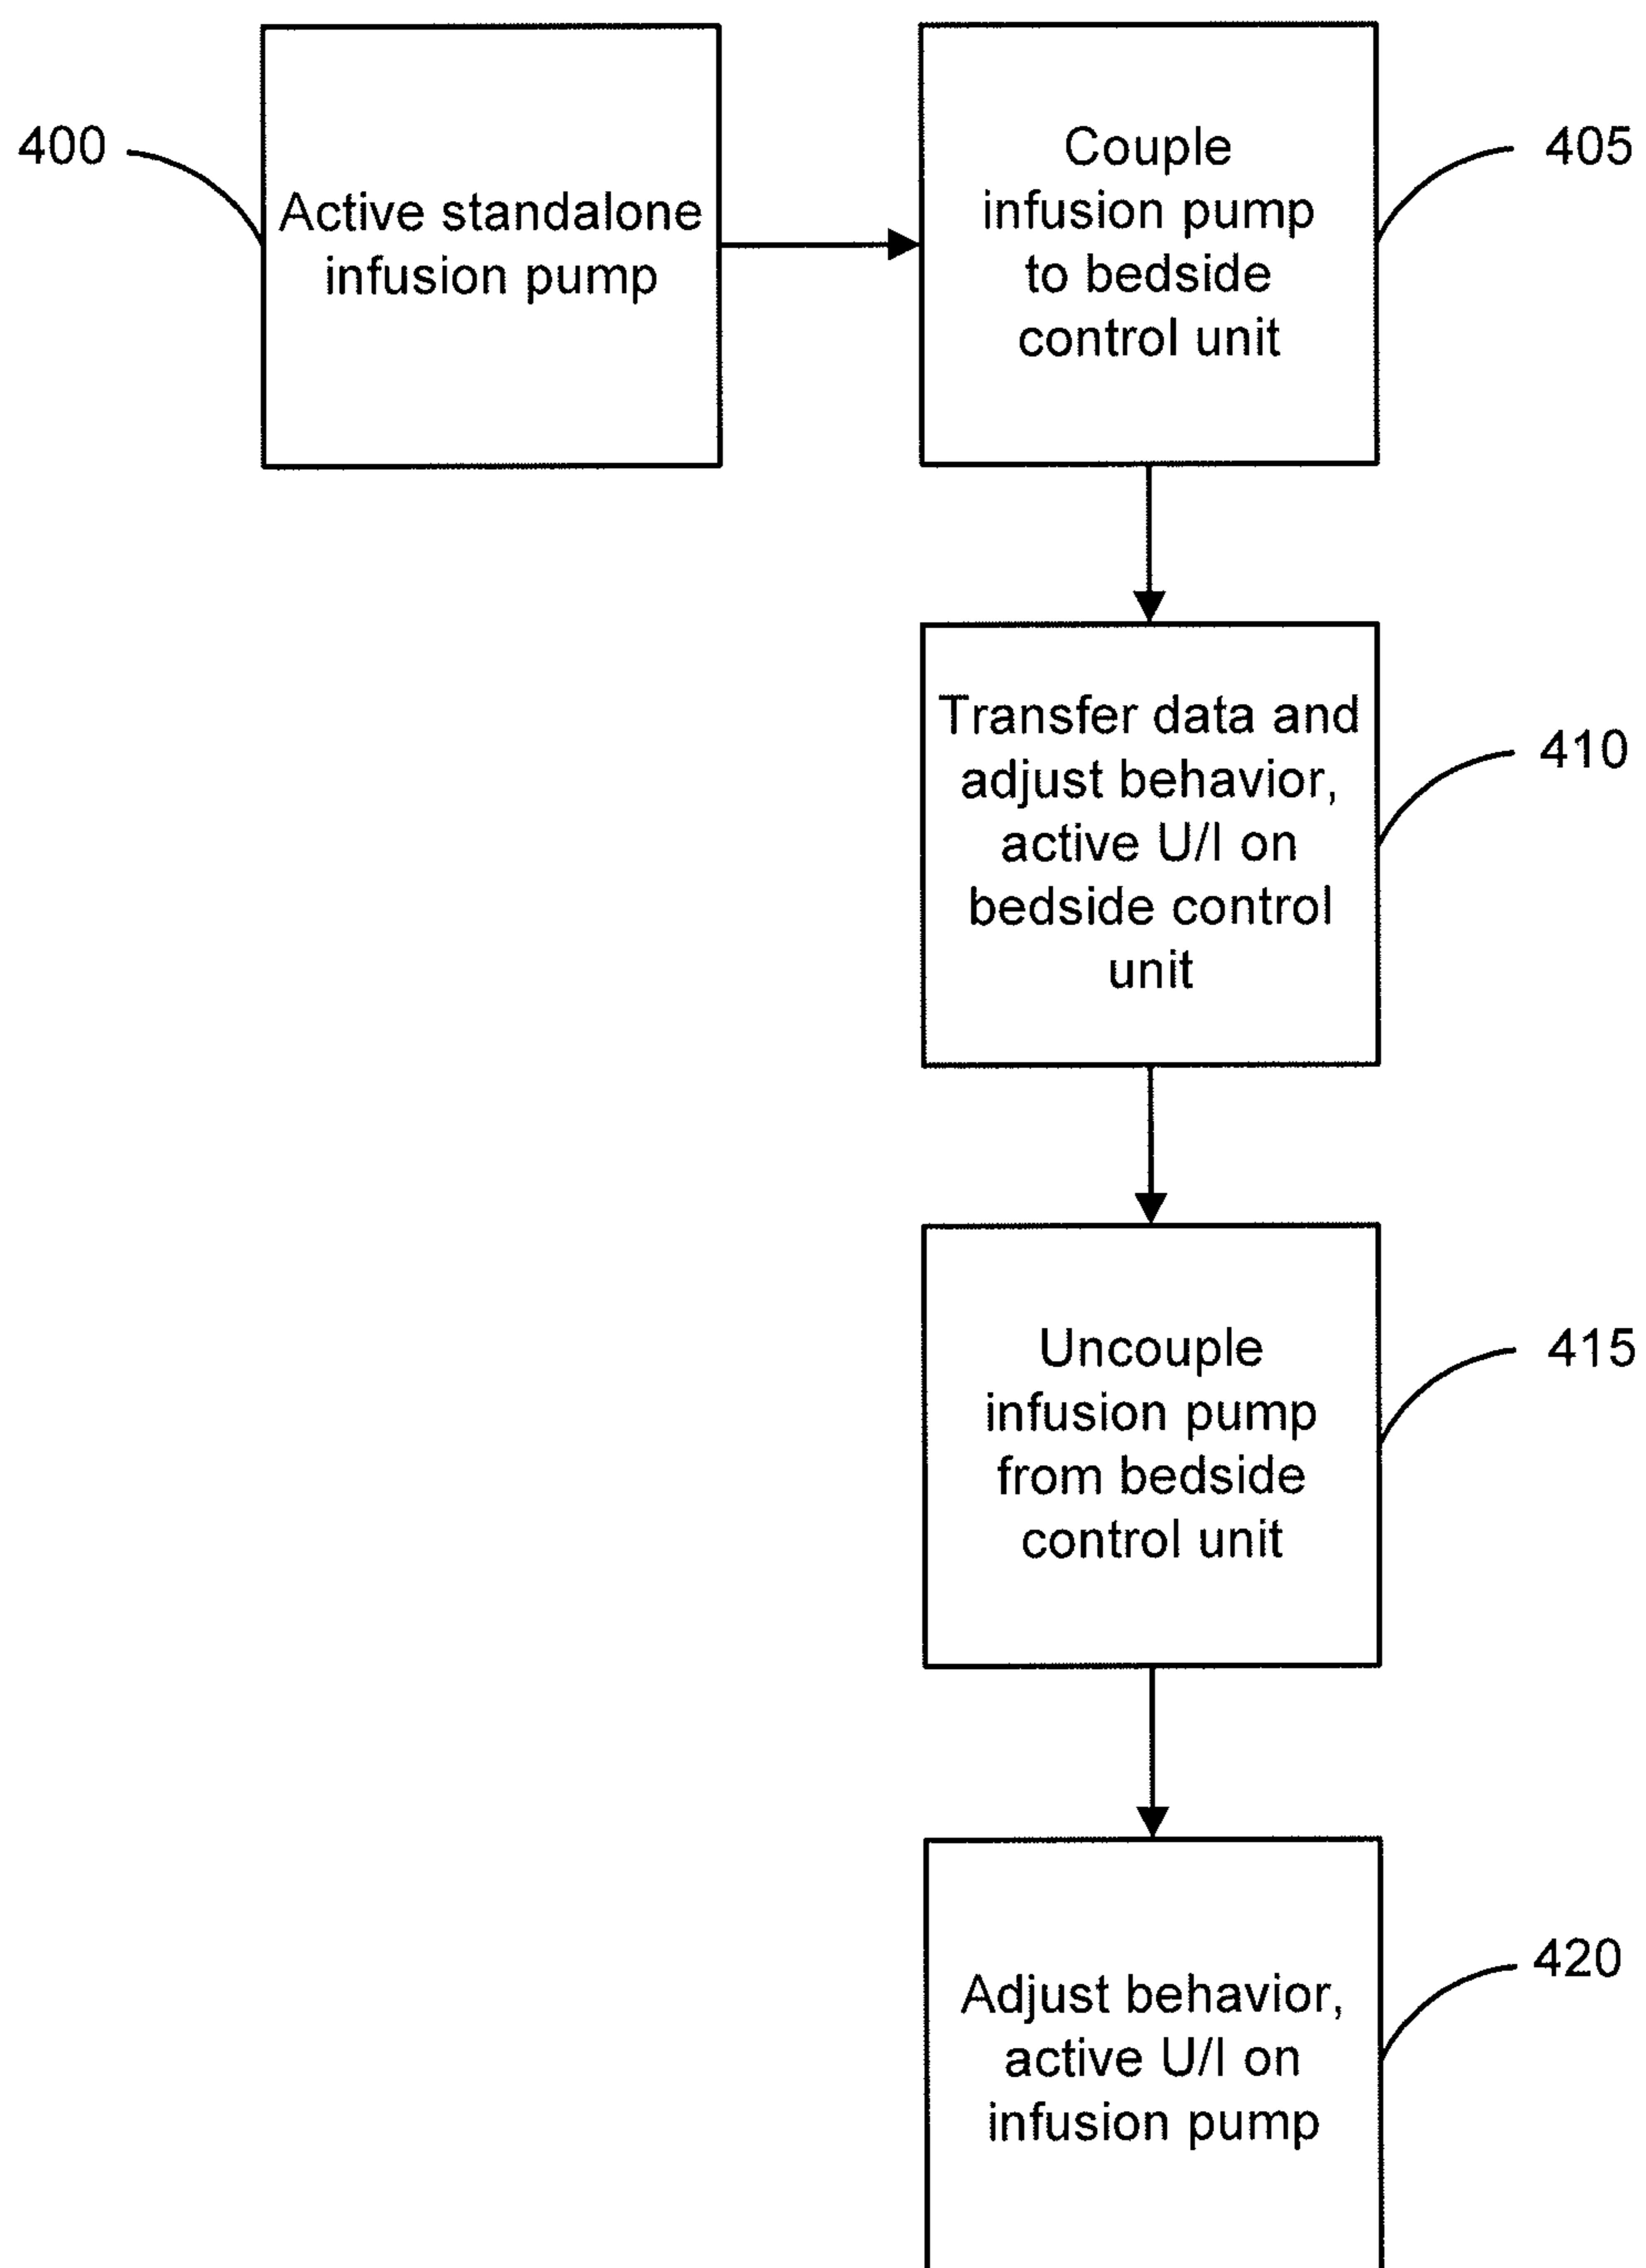 400
Active standalone
infusion pump
Couple
infusion pump
to bedside
control unit
405
Transfer data and
adjust behavior,
active U/I on
bedside control
unit
410
Uncouple
infusion pump
from bedside
control unit
415
Adjust behavior,
active U/I on
infusion pump
420